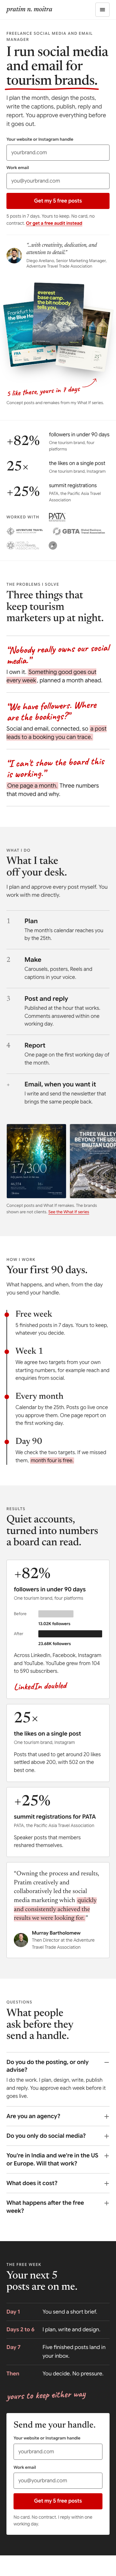 pratim n. moitra
FREELANCE SOCIAL MEDIA AND EMAIL
MANAGER
I run social media
and email for
tourism brands.
I plan the month, design the posts,
write the captions, publish, reply and
report. You approve everything before
it goes out.
Your website or Instagram handle
yourbrand.com
Work email
you@yourbrand.com
Get my 5 free posts
5 posts in 7 days. Yours to keep. No card, no
contract. Or get a free audit instead
"...with creativity, dedication, and
attention to detail."
Diego Arellano, Senior Marketing Manager,
Adventure Travel Trade Association
everest
base camp.
the bit
nobody tells
you.
5 like these, yours in 7 days
Concept posts and remakes from my What If series.
WORKED WITH
PATA
ADVENTURE TRAVEL
GBTA
+82%
followers in under 90 days
One tourism brand, four
platforms
25×
the likes on a single post
One tourism brand, Instagram
+25%
summit registrations
PATA, the Pacific Asia Travel
Association
THE PROBLEMS I SOLVE
Three things that
keep tourism
marketers up at night.
"Nobody really owns our social
media."
I own it. Something good goes out
every week, planned a month ahead.
"We have followers. Where
are the bookings?"
Social and email, connected, so a post
leads to a booking you can trace.
"I can't show the board this
is working."
One page a month. Three numbers
that moved and why.
WHAT I DO
What I take
off your desk.
I plan and approve every post myself. You
work with me directly.
1
Plan
The month's calendar reaches you
by the 25th.
2
Make
Carousels, posters, Reels and
captions in your voice.
3
Post and reply
Published at the hour that works.
Comments answered within one
working day.
4
Report
One page on the first working day of
the month.
+
Email, when you want it
I write and send the newsletter that
brings the same people back.
17,300
THREE VALLEY
BEYOND THE USU
BHUTAN LOOP
Concept posts and What If remakes. The brands
shown are not clients. See the What If series
HOW I WORK
Your first 90 days.
What happens, and when, from the day
you send your handle.
Free week
5 finished posts in 7 days. Yours to keep,
whatever you decide.
Week 1
We agree two targets from your own
starting numbers, for example reach and
enquiries from social.
Every month
Calendar by the 25th. Posts go live once
you approve them. One page report on
the first working day.
Day 90
We check the two targets. If we missed
them, month four is free.
RESULTS
Quiet accounts,
turned into numbers
a board can read.
+82%
followers in under 90 days
One tourism brand, four platforms
Before
13.02K followers
After
23.68K followers
Across LinkedIn, Facebook, Instagram
and YouTube. YouTube grew from 104
to 590 subscribers.
LinkedIn doubled
25×
the likes on a single post
One tourism brand, Instagram
Posts that used to get around 20 likes
settled above 200, with 502 on the
best one.
+25%
summit registrations for PATA
PATA, the Pacific Asia Travel Association
Speaker posts that members
reshared themselves.
"Owning the process and results,
Pratim creatively and
collaboratively led the social
media marketing which quickly
and consistently achieved the
results we were looking for."
Murray Bartholomew
Then Director at the Adventure
Travel Trade Association
QUESTIONS
What people
ask before they
send a handle.
Do you do the posting, or only
advise?
I do the work. I plan, design, write, publish
and reply. You approve each week before it
goes live.
Are you an agency?
Do you only do social media?
You're in India and we're in the US
or Europe. Will that work?
What does it cost?
What happens after the free
week?
THE FREE WEEK
Your next 5
posts are on me.
Day 1
You send a short brief.
Days 2 to 6
I plan, write and design.
Day 7
Five finished posts land in
your inbox.
Then
You decide. No pressure.
yours to keep either way
Send me your handle.
Your website or Instagram handle
yourbrand.com
Work email
you@yourbrand.com
Get my 5 free posts
No card. No contract. I reply within one
working day.